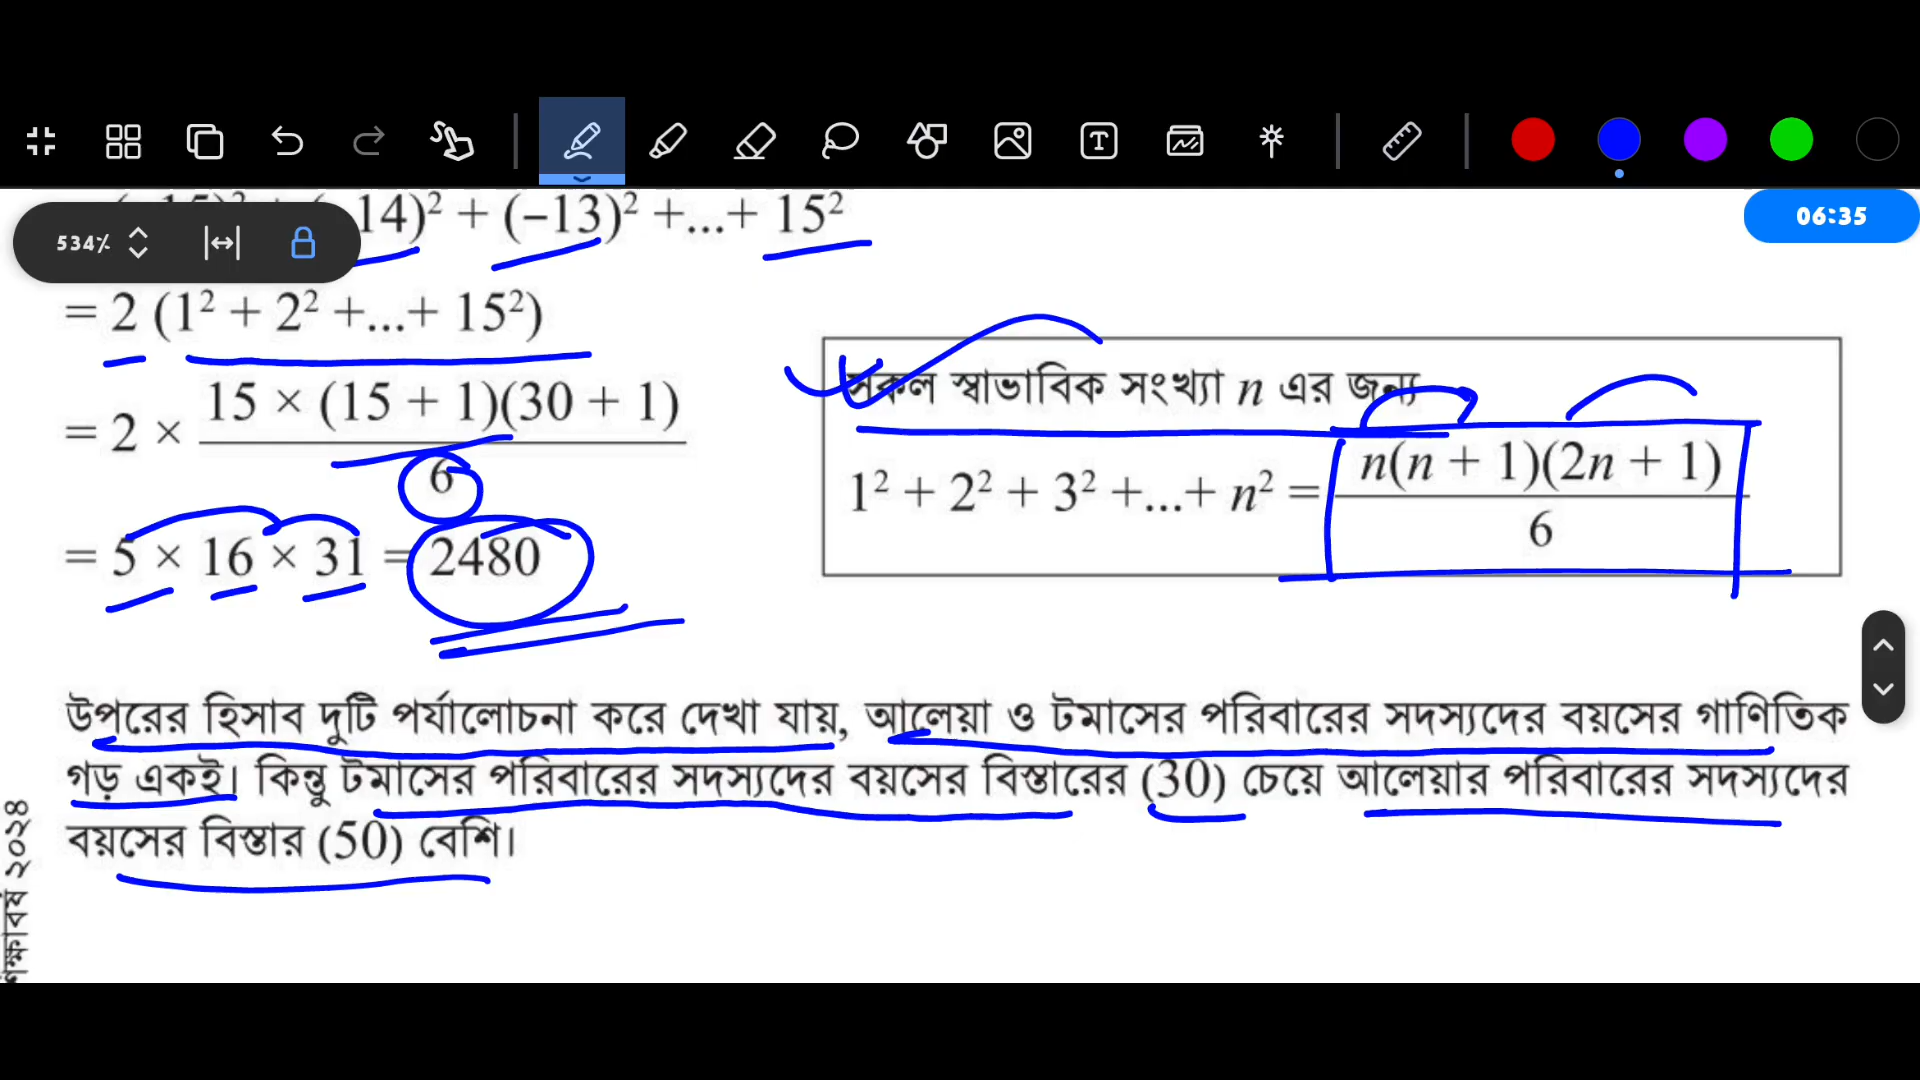 14)² + (–13)² +...+ 15²
06:35
534%
= 2 (1² + 2² +...+ 15²)
= 2 × 15 × (15 + 1)(30 + 1) / 6
= 5 × 16 × 31 = 2480
সকল স্বাভাবিক সংখ্যা n এর জন্য
1² + 2² + 3² +...+ n² = n(n + 1)(2n + 1) / 6
উপরের হিসাব দুটি পর্যালোচনা করে দেখা যায়, আলেয়া ও টমাসের পরিবারের সদস্যদের বয়সের গাণিতিক
গড় একই। কিন্তু টমাসের পরিবারের সদস্যদের বয়সের বিস্তারের (30) চেয়ে আলেয়ার পরিবারের সদস্যদের
বয়সের বিস্তার (50) বেশি।
২০২৪